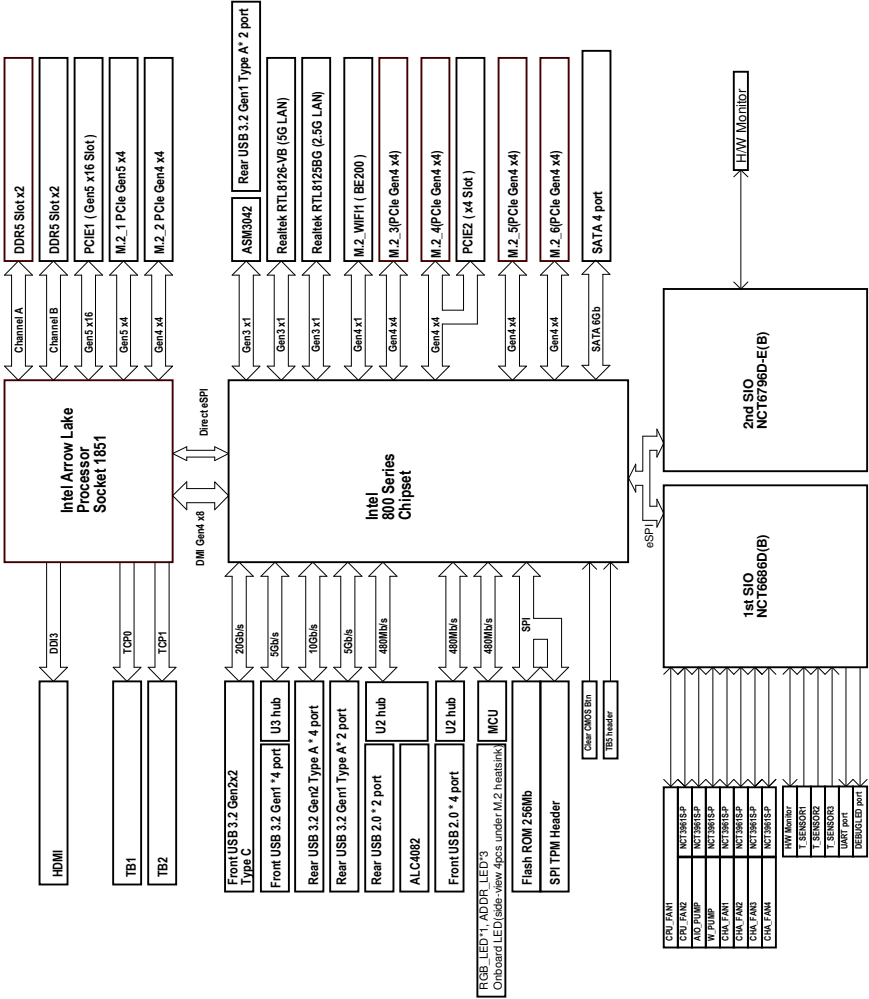 HDMI
DDI3
TB1
TCP0
TB2
TCP1
Intel Arrow Lake
Processor
Socket 1851
Channel A
DDR5 Slot x2
Channel B
DDR5 Slot x2
Gen5 x16
PCIE1 ( Gen5 x16 Slot )
Gen5 x4
M.2_1 PCIe Gen5 x4
Gen4 x4
M.2_2 PCIe Gen4 x4
DMI Gen4 x8
Direct eSPI
Front USB 3.2 Gen2x2
Type C
20Gb/s
Front USB 3.2 Gen1 *4 port
U3 hub
5Gb/s
Rear USB 3.2 Gen2 Type A * 4 port
10Gb/s
Rear USB 3.2 Gen1 Type A* 2 port
5Gb/s
Rear USB 2.0 * 2 port
U2 hub
480Mb/s
ALC4082
Front USB 2.0 * 4 port
U2 hub
480Mb/s
RGB_LED*1, ADDR_LED*3
Onboard LED(side-view 4pcs under M.2 heatsink)
MCU
480Mb/s
Flash ROM 256Mb
SPI
SPI TPM Header
Clear CMOS Btn
TB5 header
Intel
800 Series
Chipset
Gen3 x1
ASM3042
Rear USB 3.2 Gen1 Type A* 2 port
Gen3 x1
Realtek RTL8126-VB (5G LAN)
Gen3 x1
Realtek RTL8125BG (2.5G LAN)
Gen4 x1
M.2_WIFI1 ( BE200 )
Gen4 x4
M.2_3(PCIe Gen4 x4)
Gen4 x4
M.2_4(PCIe Gen4 x4)
PCIE2 ( x4 Slot )
Gen4 x4
M.2_5(PCIe Gen4 x4)
Gen4 x4
M.2_6(PCIe Gen4 x4)
SATA 6Gb
SATA 4 port
eSPI
1st SIO
NCT6686D(B)
2nd SIO
NCT6796D-E(B)
H/W Monitor
CPU_FAN1
CPU_FAN2 NCT3961S-P
AIO_PUMP NCT3961S-P
W_PUMP NCT3961S-P
CHA_FAN1 NCT3961S-P
CHA_FAN2 NCT3961S-P
CHA_FAN3 NCT3961S-P
CHA_FAN4 NCT3961S-P
H/W Monitor
T_SENSOR1
T_SENSOR2
T_SENSOR3
UART port
DEBUGLED port